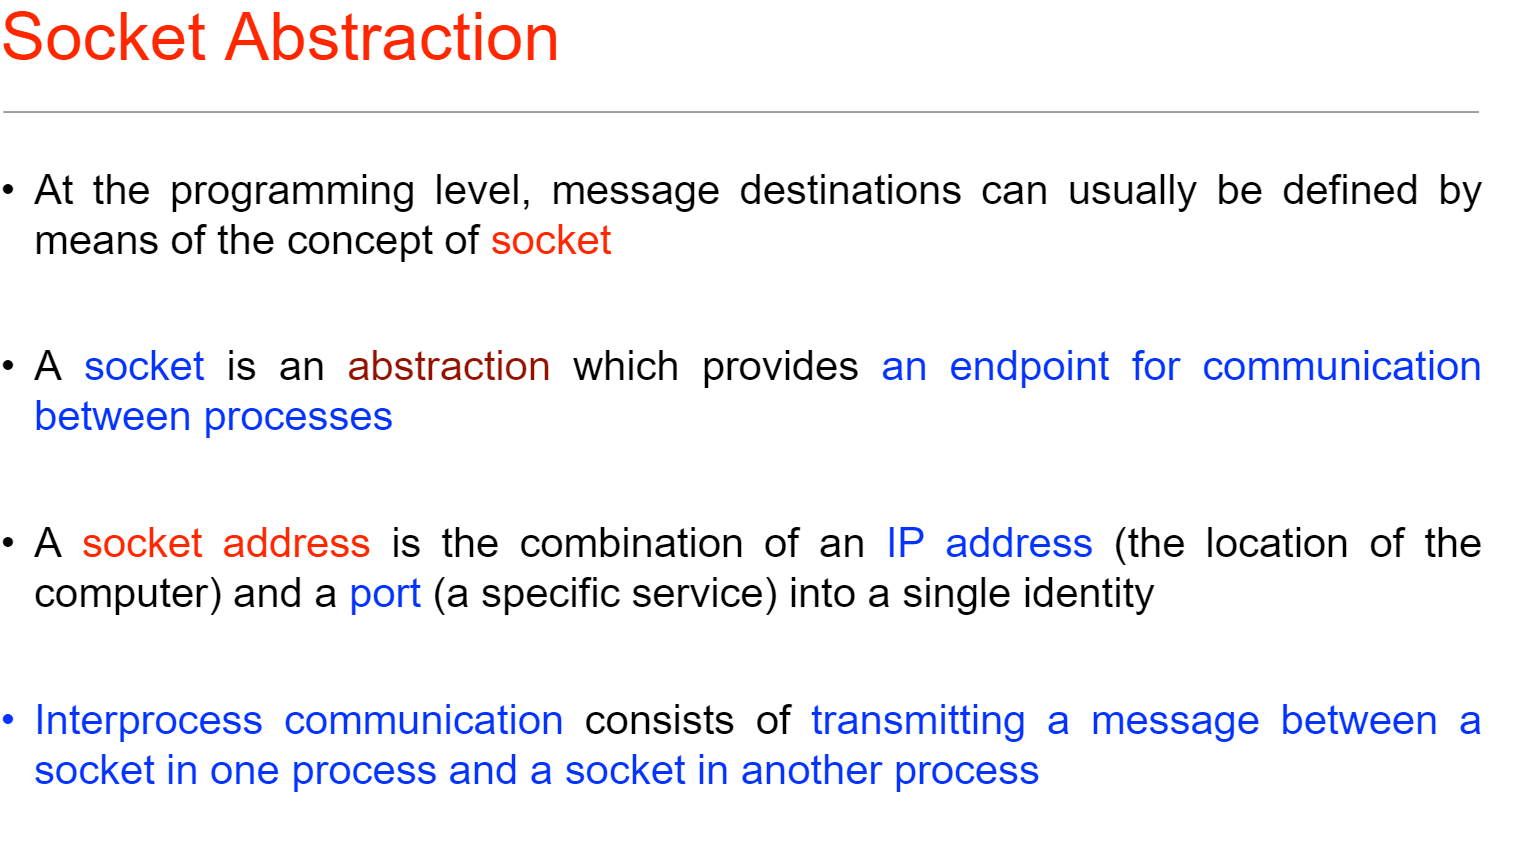 Socket Abstraction
• At the programming level, message destinations can usually be defined by
means of the concept of socket
• A socket is an abstraction which provides an endpoint for communication
between processes
• A socket address is the combination of an IP address (the location of the
computer) and a port (a specific service) into a single identity
• Interprocess communication consists of transmitting a message between a
socket in one process and a socket in another process